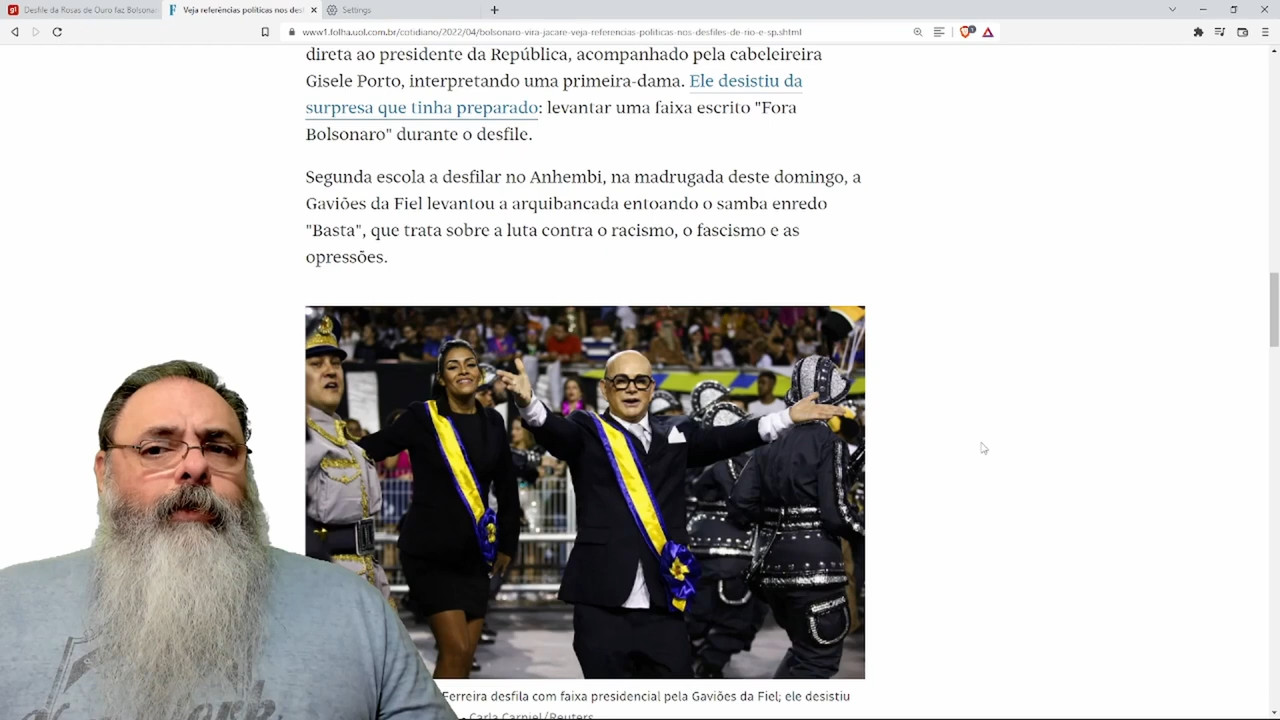 Desfile da Rosas de Ouro faz Bolsonar
Veja referências políticas nos desf
Settings
www1.folha.uol.com.br/cotidiano/2022/04/bolsonaro-vira-jacare-veja-referencias-politicas-nos-desfiles-de-rio-e-sp.shtml
direta ao presidente da República, acompanhado pela cabeleireira
Gisele Porto, interpretando uma primeira-dama. Ele desistiu da
surpresa que tinha preparado: levantar uma faixa escrito "Fora
Bolsonaro" durante o desfile.
Segunda escola a desfilar no Anhembi, na madrugada deste domingo, a
Gaviões da Fiel levantou a arquibancada entoando o samba enredo
"Basta", que trata sobre a luta contra o racismo, o fascismo e as
opressões.
Ferreira desfila com faixa presidencial pela Gaviões da Fiel; ele desistiu
- Carla Carniel/Reuters